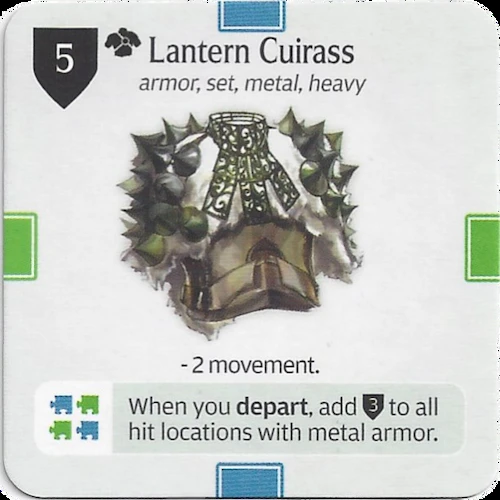 5
Lantern Cuirass
armor, set, metal, heavy
- 2 movement.
When you depart, add 3 to all
hit locations with metal armor.